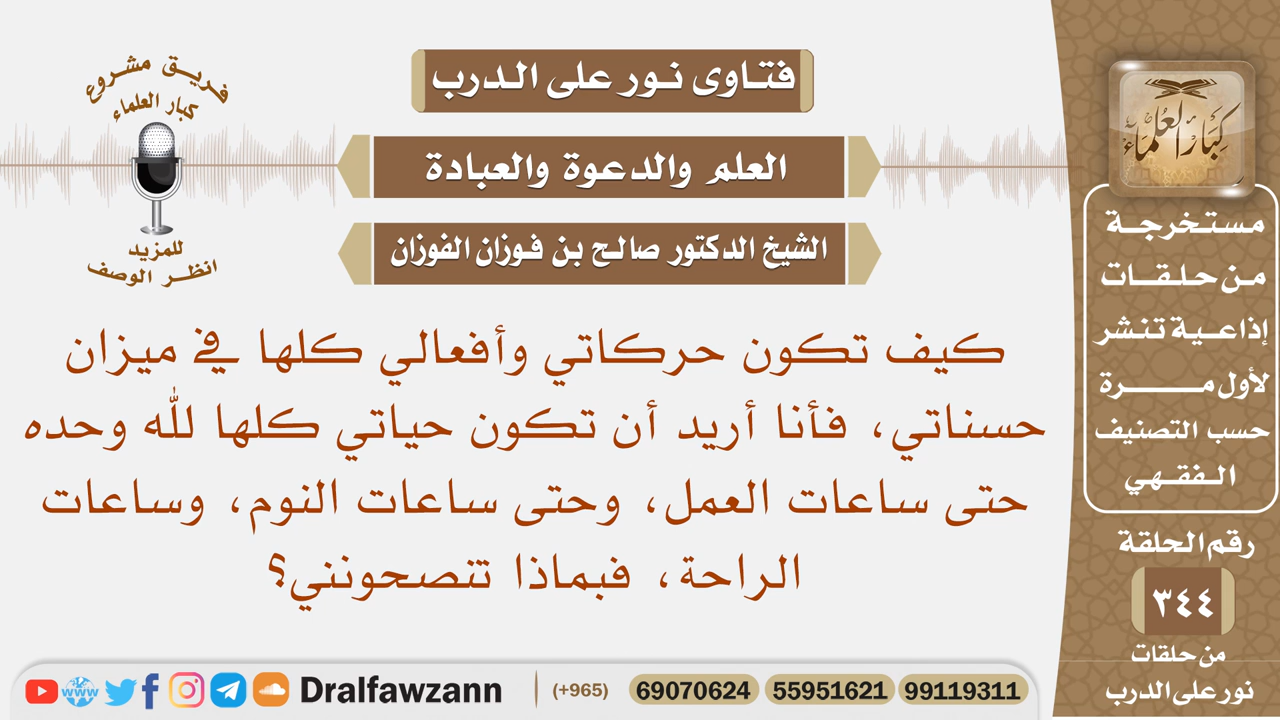 فتاوى نور على الدرب
العلم والدعوة والعبادة
الشيخ الدكتور صالح بن فوزان الفوزان
كيف تكون حركاتي وأفعالي كلها في ميزان
حسناتي، فأنا أريد أن تكون حياتي كلها لله وحده
حتى ساعات العمل، وحتى ساعات النوم، وساعات
الراحة، فبماذا تنصحونني؟
فريق مشروع
كبار العلماء
للمزيد
انظر الوصف
كبار العلماء
مستخرجة
من حلقات
إذاعية تنشر
لأول مرة
حسب التصنيف
الفقهي
رقم الحلقة
٣٤٤
من حلقات
نور على الدرب
www
Dralfawzann
(+965)
69070624
55951621
99119311